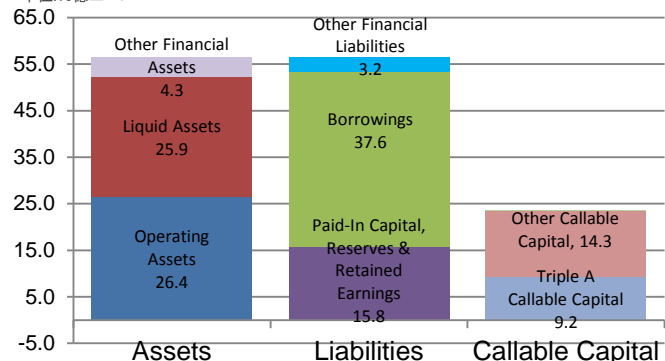 65.0
55.0
45.0
35.0
25.0
15.0
5.0
-5.0
Other Financial
Assets
4.3
Liquid Assets
25.9
Operating
Assets
26.4
Other Financial
Liabilities
3.2
Borrowings
37.6
Paid-In Capital,
Reserves &
Retained
Earnings
15.8
Other Callable
Capital, 14.3
Triple A
Callable Capital
9.2
Assets
Liabilities
Callable Capital